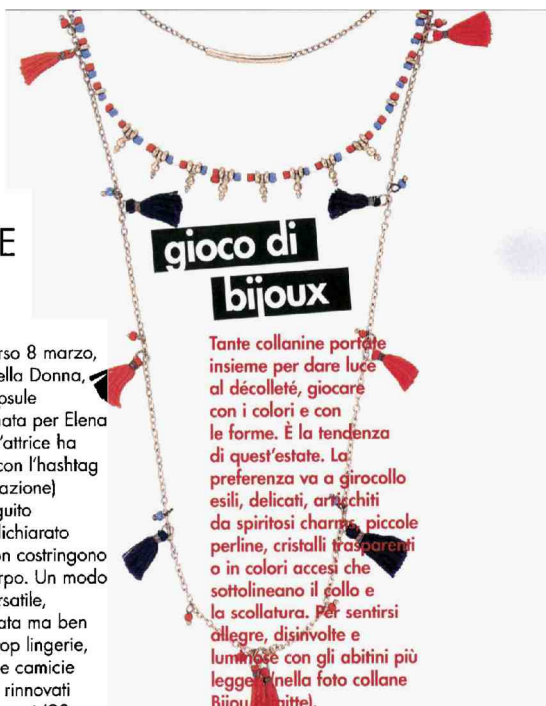 E
rso 8 marzo,
ella Donna,
psule
ata per Elena
'attrice ha
con l'hashtag
azione)
guito
dichiarato
on costringono
rpo. Un modo
rsatile,
ata ma ben
op lingerie,
e camicie
rinnovati
gioco di
bijoux
Tante collanine portate
insieme per dare luce
al décolleté, giocare
con i colori e con
le forme. È la tendenza
di quest'estate. La
preferenza va a girocollo
esili, delicati, arricchiti
da spiritosi charms, piccole
perline, cristalli trasparenti
o in colori accesi che
sottolineano il collo e
la scollatura. Per sentirsi
allegre, disinvolte e
luminose con gli abitini più
leggeri (nella foto collane
Bijou Brigitte).